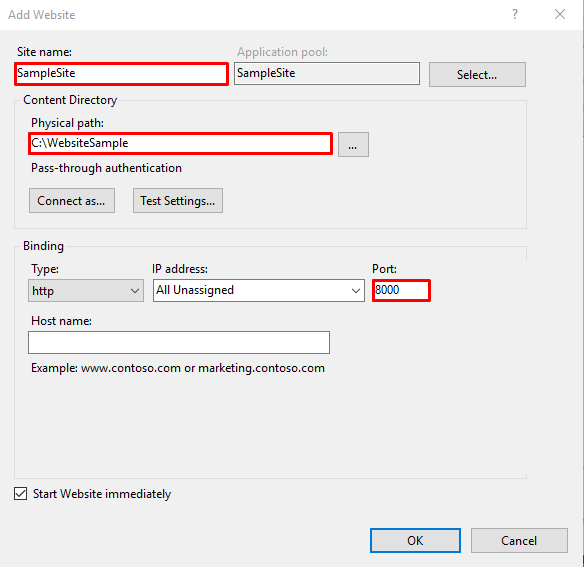 Add Website
?
Site name:
Application pool:
SampleSite
SampleSite
Select...
Content Directory
Physical path:
C:\WebsiteSample
...
Pass-through authentication
Connect as...
Test Settings...
Binding
Type:
IP address:
Port:
http
All Unassigned
8000
Host name:
Example: www.contoso.com or marketing.contoso.com
Start Website immediately
OK
Cancel